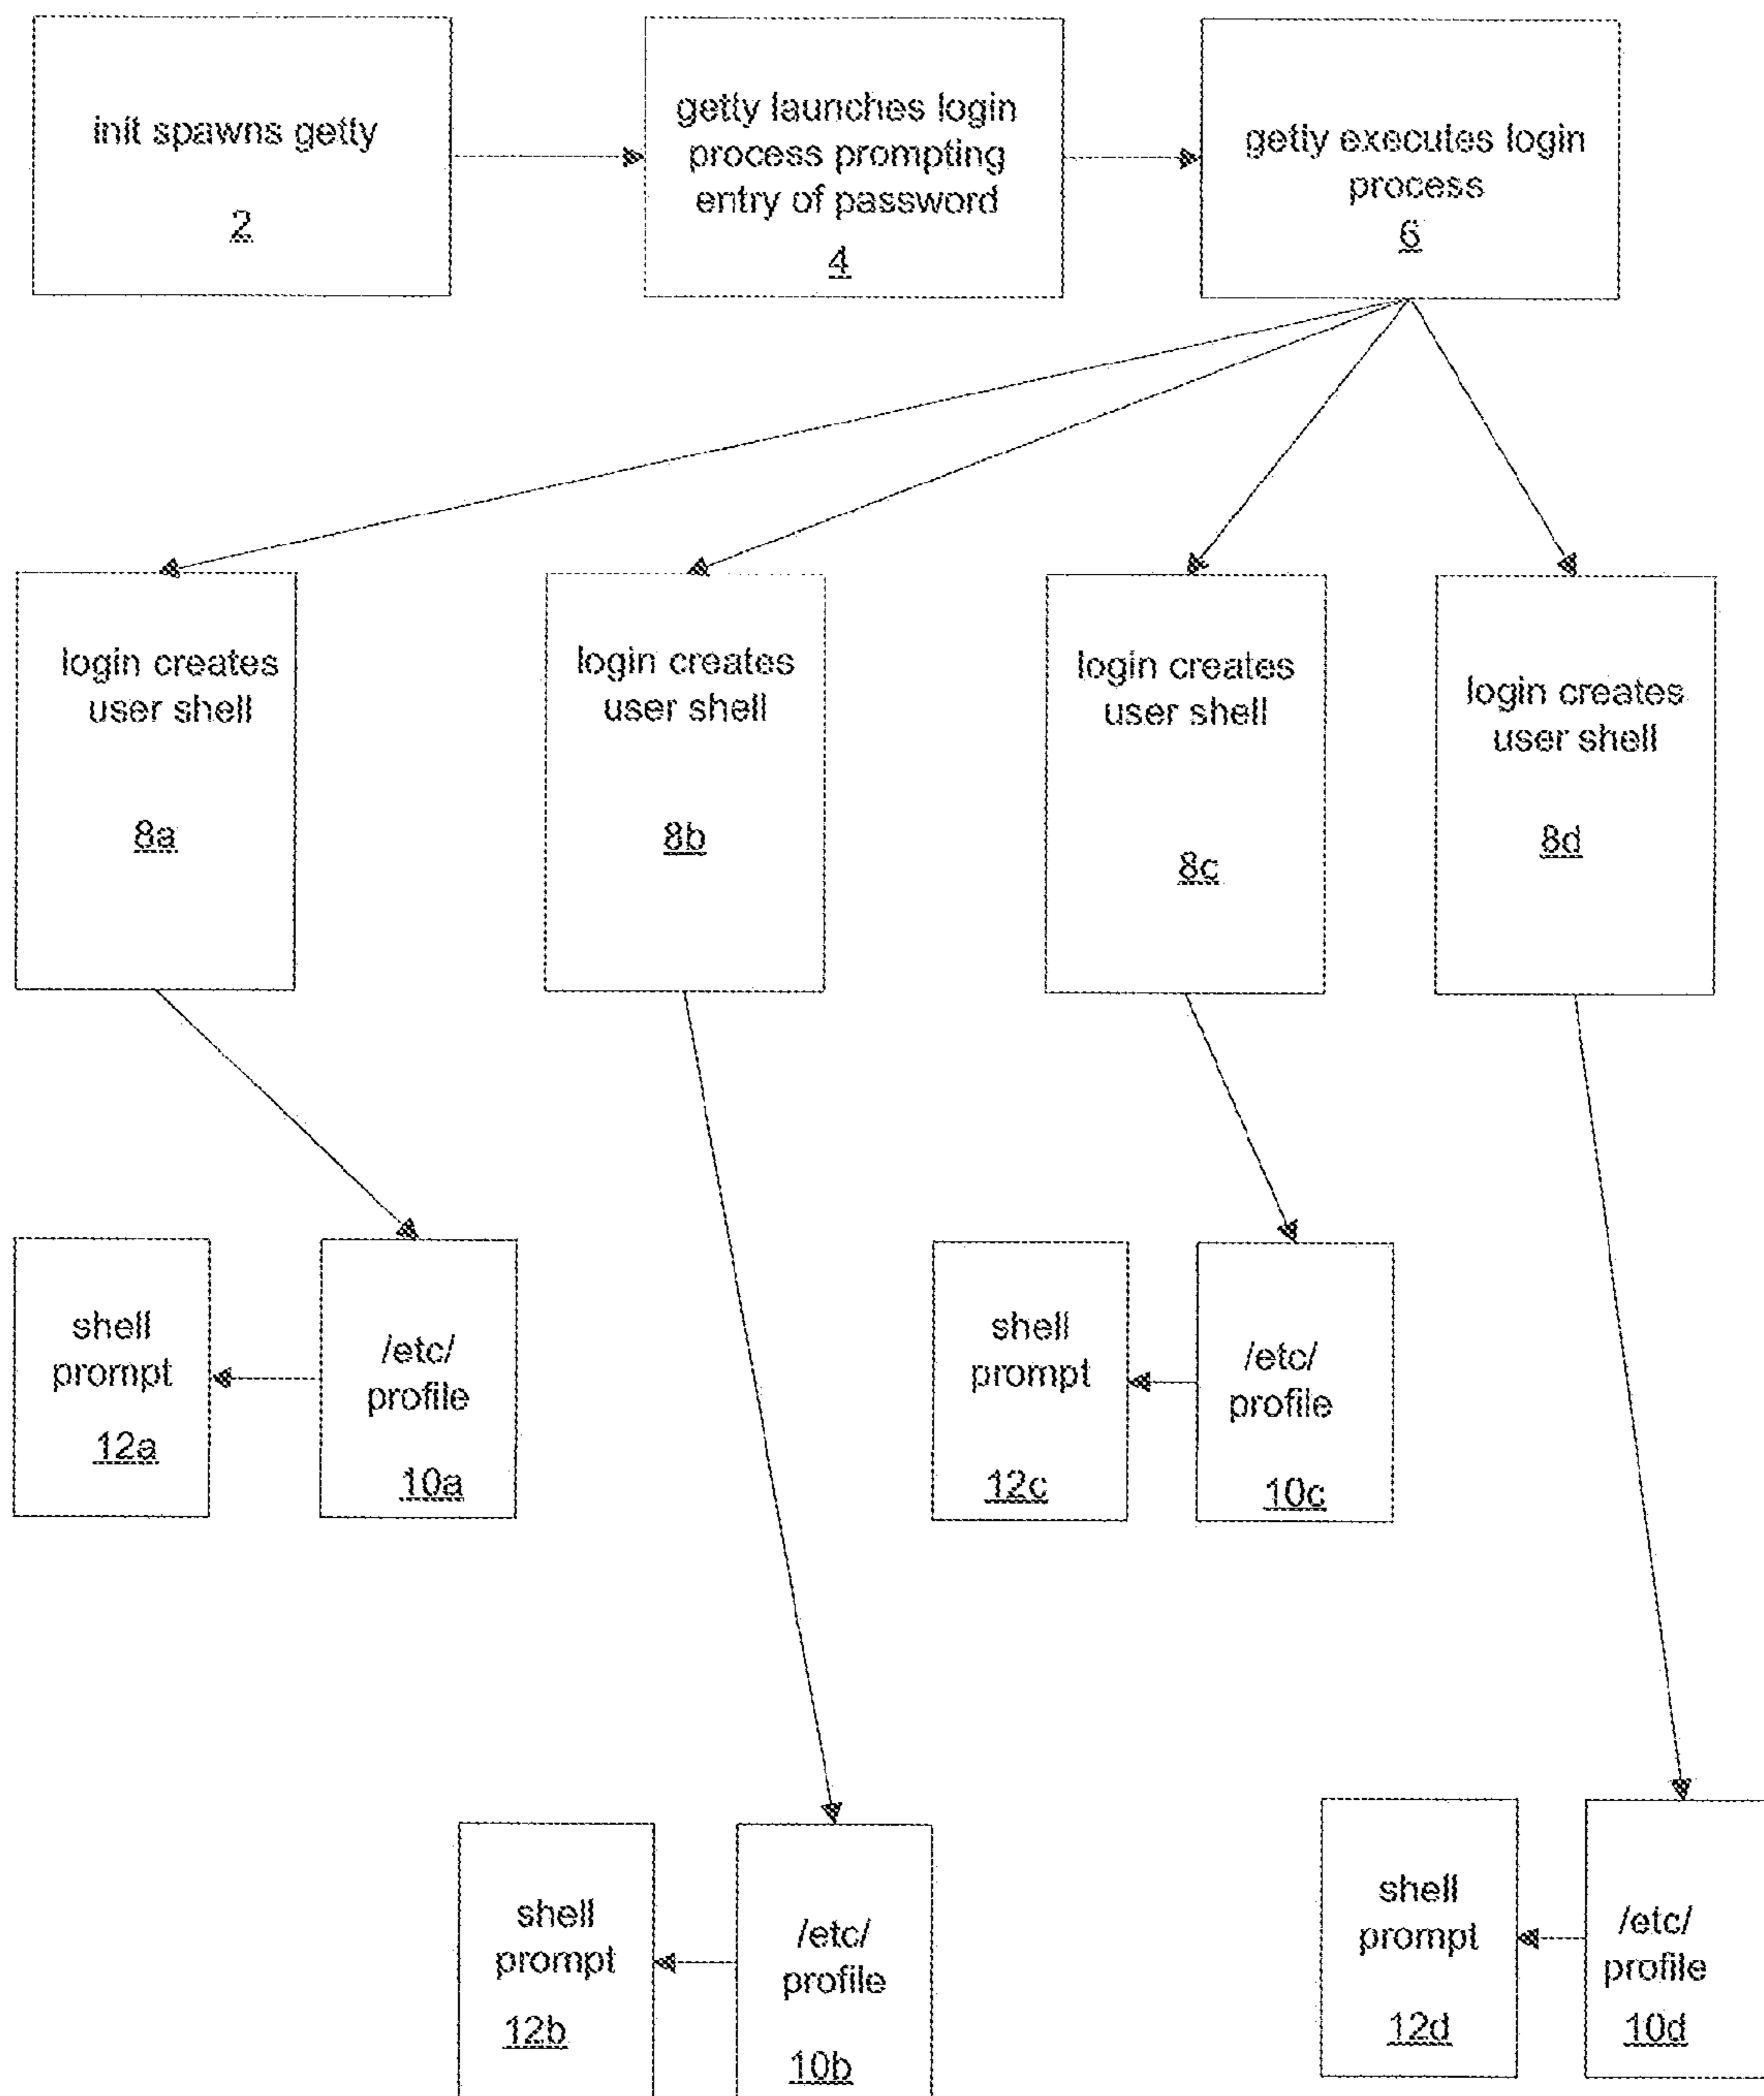 init spawns getty
2
getty launches login
process prompting
entry of password
4
getty executes login
process
6
login creates
user shell
8a
login creates
user shell
8b
login creates
user shell
8c
login creates
user shell
8d
shell
prompt
12a
/etc/
profile
10a
shell
prompt
12c
/etc/
profile
10c
shell
prompt
12b
/etc/
profile
10b
shell
prompt
12d
/etc/
profile
10d